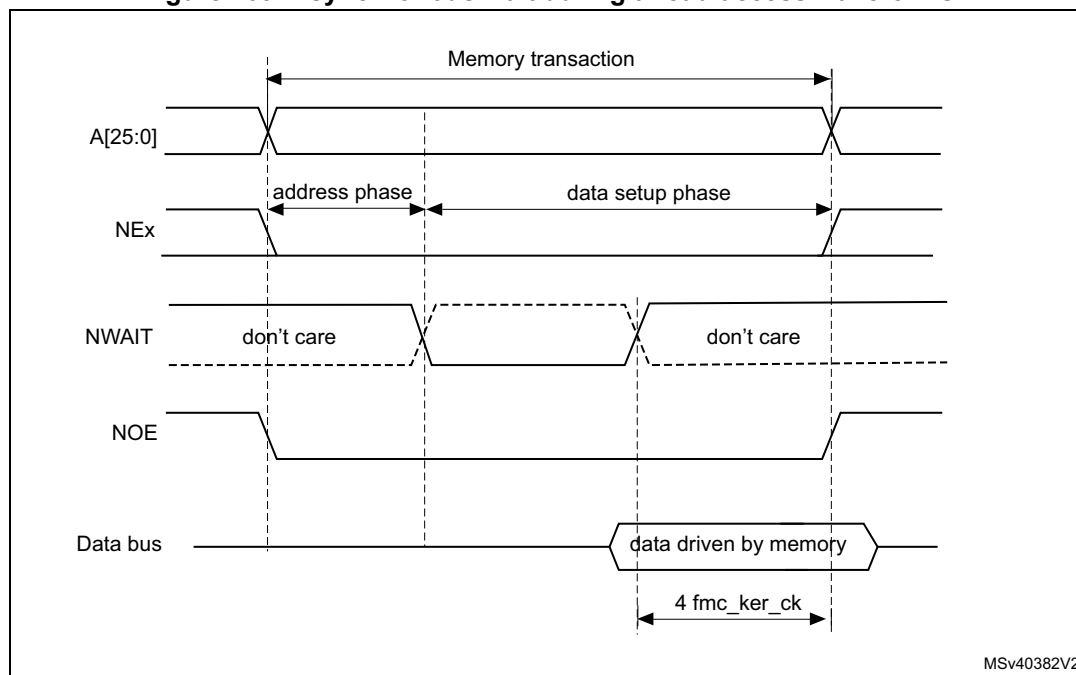 Memory transaction
A[25:0]
address phase
data setup phase
NEx
NWAIT
don’t care
don’t care
NOE
Data bus
data driven by memory
4 fmc_ker_ck
MSv40382V2